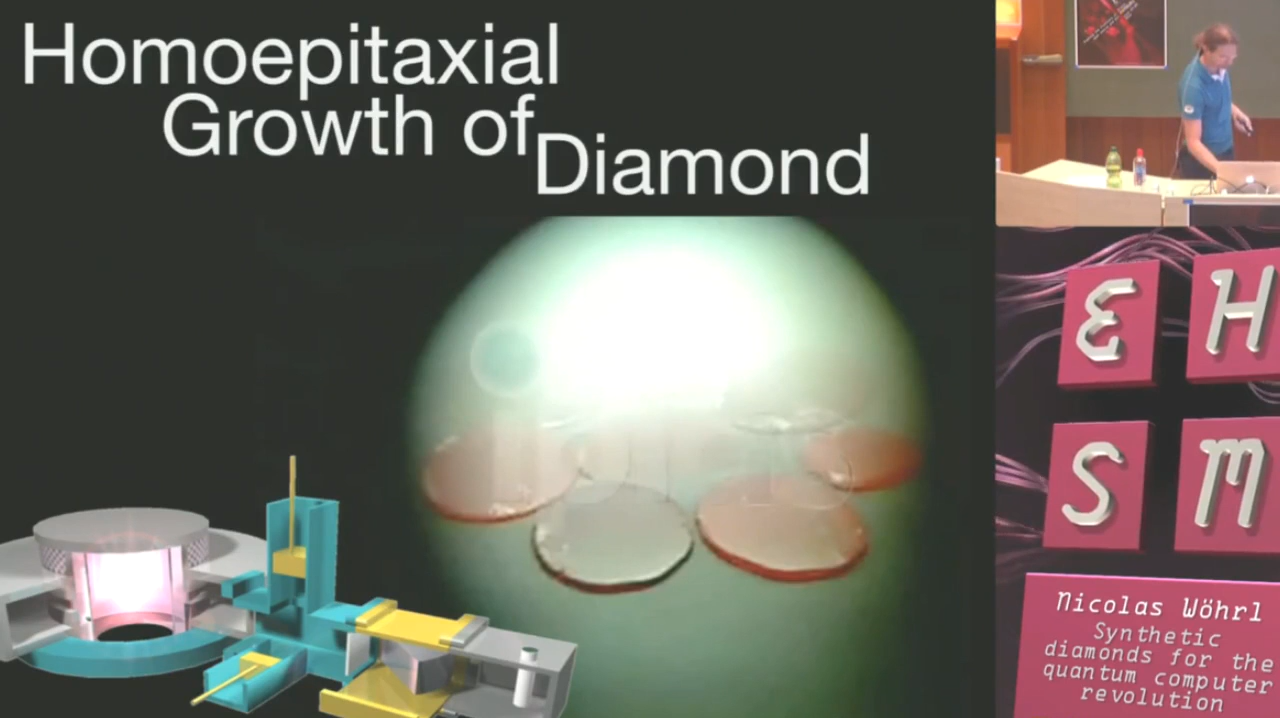 Homoepitaxial
Growth of
Diamond
E H
S M
Nicolas Wöhrl
Synthetic
diamonds for the
quantum computer
revolution